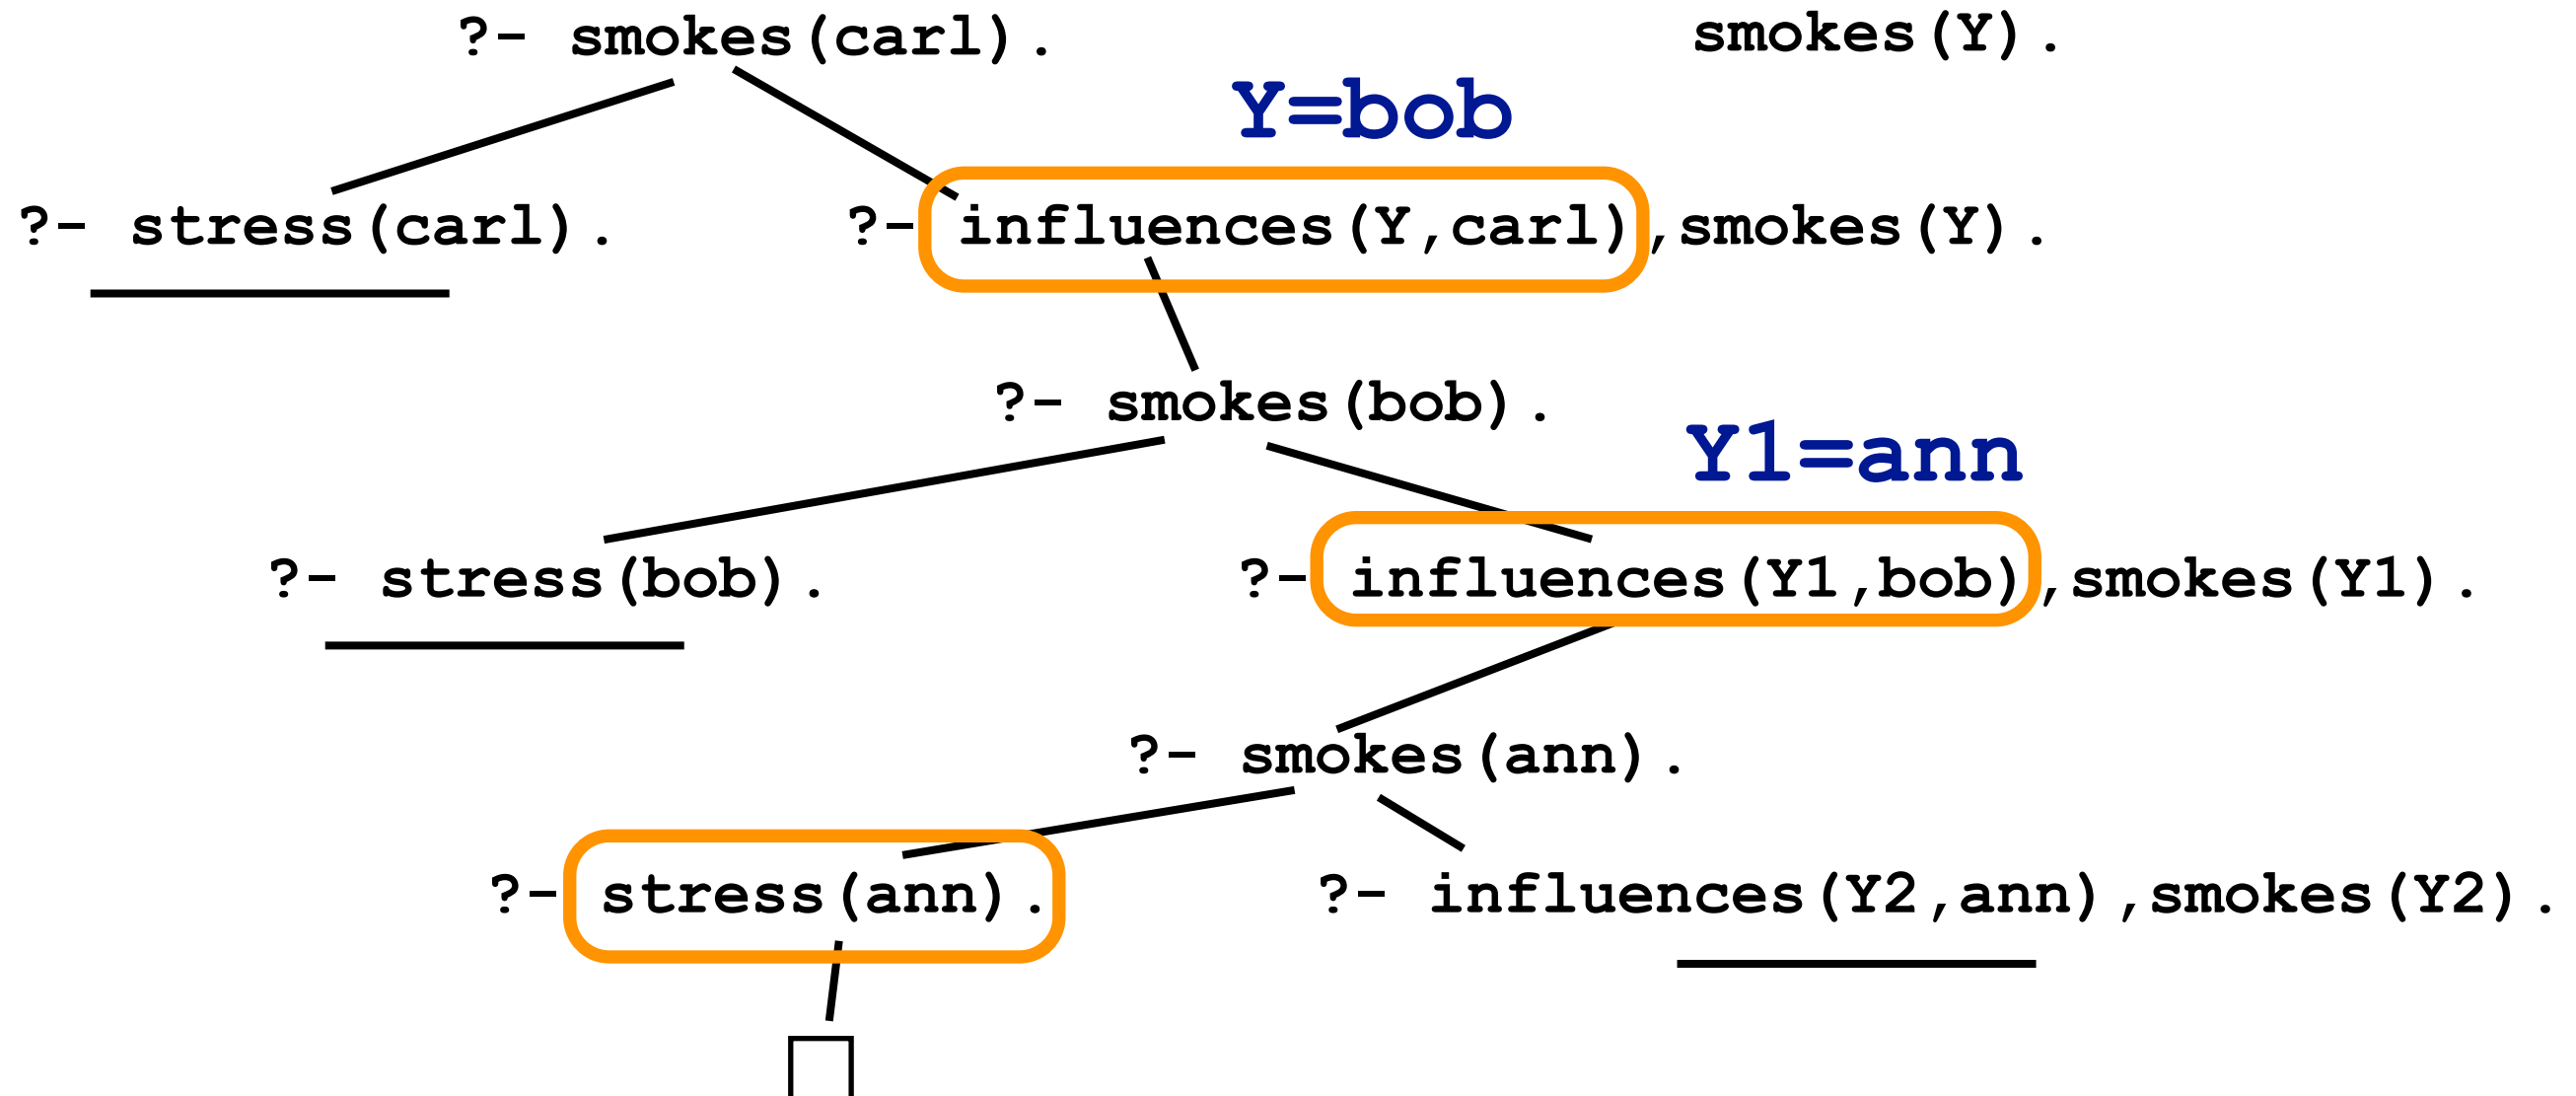 ?- smokes(carl).
smokes(Y).
Y=bob
?- stress(carl).
?- influences(Y,carl),smokes(Y).
?- smokes(bob).
Y1=ann
?- stress(bob).
?- influences(Y1,bob),smokes(Y1).
?- smokes(ann).
?- stress(ann).
?- influences(Y2,ann),smokes(Y2).